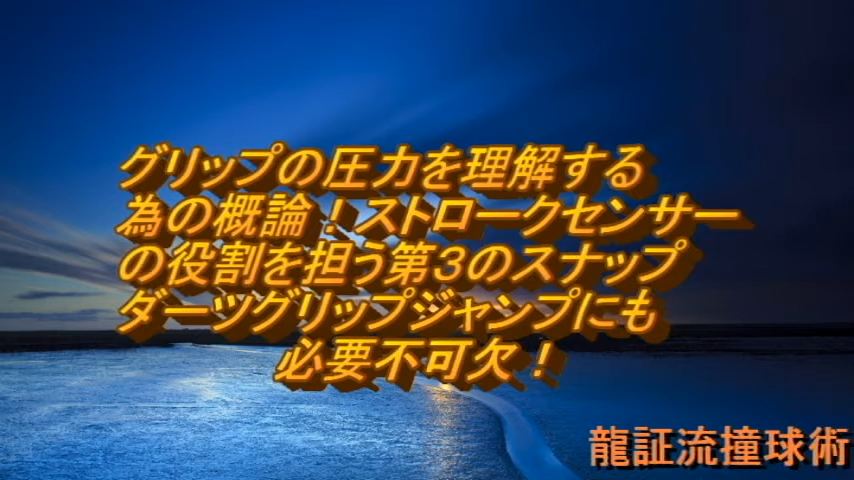 グリップの圧力を理解する
為の概論！ストロークセンサー
の役割を担う第3のスナップ
ダーツグリップジャンプにも
必要不可欠！
龍証流撞球術